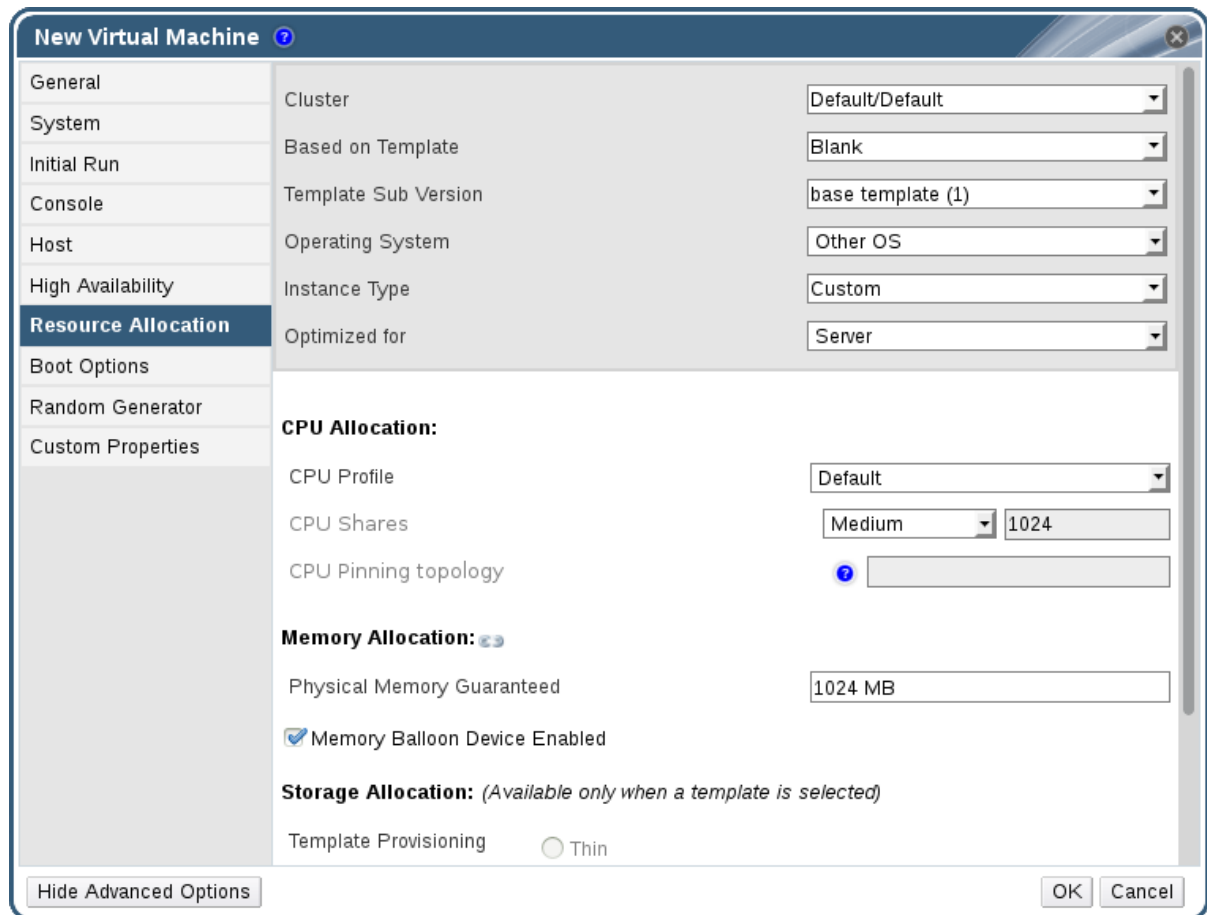 New Virtual Machine ?
General
System
Initial Run
Console
Host
High Availability
Resource Allocation
Boot Options
Random Generator
Custom Properties
Cluster Default/Default
Based on Template Blank
Template Sub Version base template (1)
Operating System Other OS
Instance Type Custom
Optimized for Server
CPU Allocation:
CPU Profile Default
CPU Shares Medium 1024
CPU Pinning topology ?
Memory Allocation:
Physical Memory Guaranteed 1024 MB
Memory Balloon Device Enabled
Storage Allocation: (Available only when a template is selected)
Template Provisioning Thin
Hide Advanced Options OK Cancel